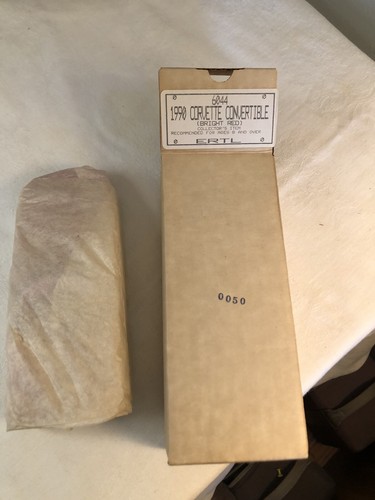 6044
1990 CORVETTE CONVERTIBLE
(BRIGHT RED)
COLLECTOR'S ITEM
RECOMMENDED FOR AGES 8 AND OVER
ERTL
0050